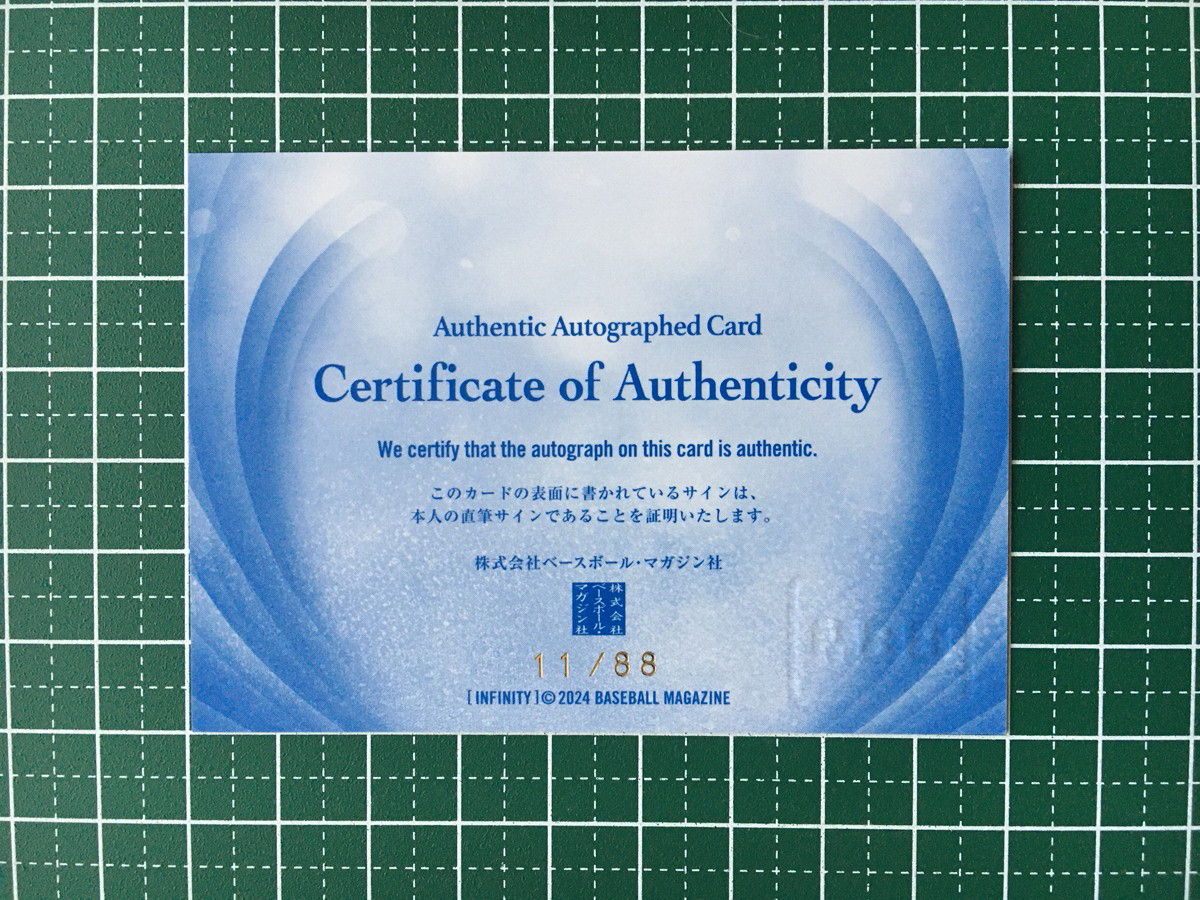 Authentic Autographed Card
Certificate of Authenticity
We certify that the autograph on this card is authentic.
このカードの表面に書かれているサインは、
本人の直筆サインであることを証明いたします。
株式会社ベースボール・マガジン社
株式会社
ベースボール・
マガジン社
11/88
[INFINITY]©2024 BASEBALL MAGAZINE